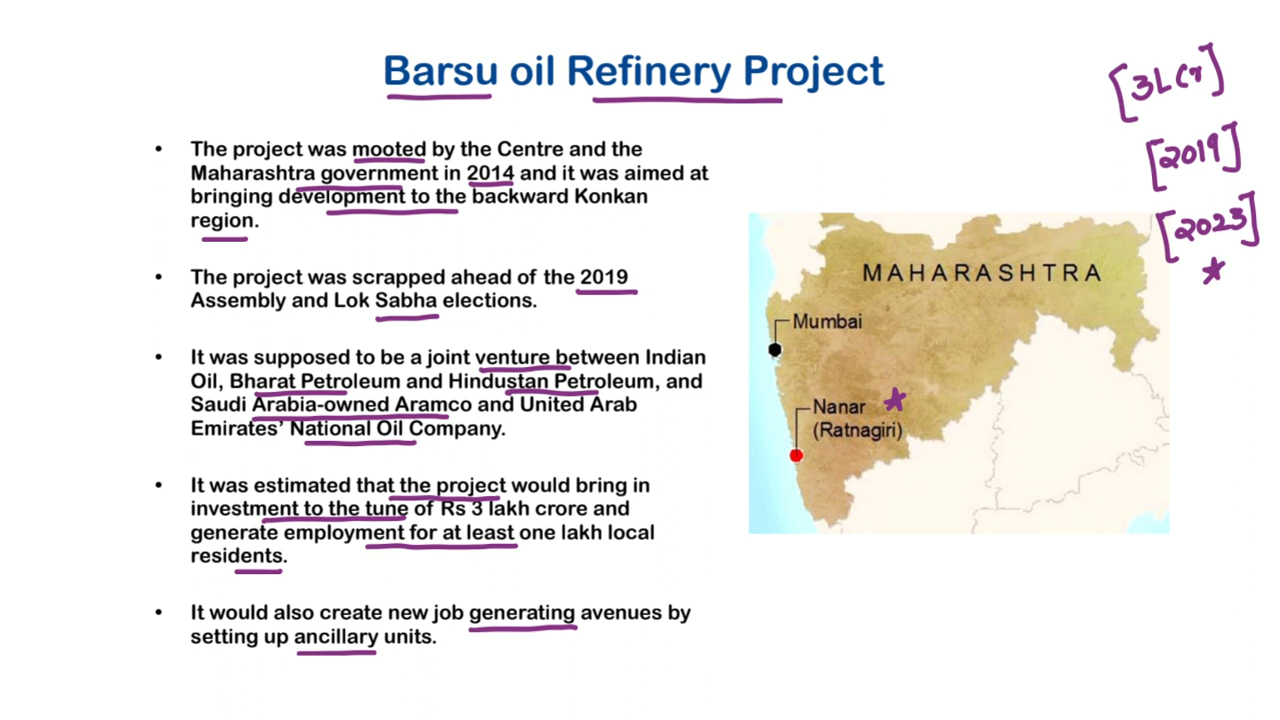 Barsu oil Refinery Project
[3LCr]
[2019]
[2023]
• The project was mooted by the Centre and the
Maharashtra government in 2014 and it was aimed at
bringing development to the backward Konkan
region.
• The project was scrapped ahead of the 2019
Assembly and Lok Sabha elections.
• It was supposed to be a joint venture between Indian
Oil, Bharat Petroleum and Hindustan Petroleum, and
Saudi Arabia-owned Aramco and United Arab
Emirates’ National Oil Company.
• It was estimated that the project would bring in
investment to the tune of Rs 3 lakh crore and
generate employment for at least one lakh local
residents.
• It would also create new job generating avenues by
setting up ancillary units.
MAHARASHTRA
Mumbai
Nanar
(Ratnagiri)